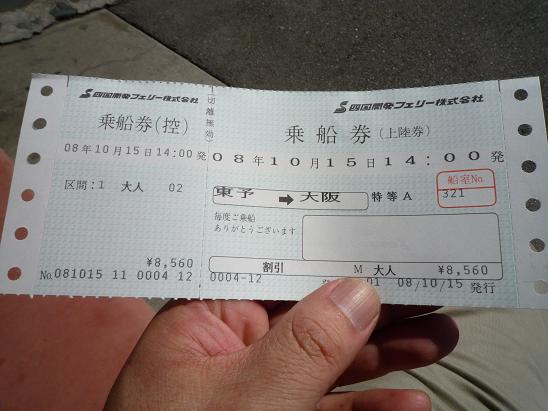 四国開発フェリー株式会社
乗船券(控)
08年10月15日14:00発
区間:1 大人 02
¥8,560
No.081015 11 0004 12
切離無効
四国開発フェリー株式会社
乗船券(上陸券)
08年10月15日14:00発
東予 ➡ 大阪 特等A
船室No.
321
毎度ご乗船
ありがとうございます
割引 M 大人 ¥8,560
0004-12 01 08/10/15 発行